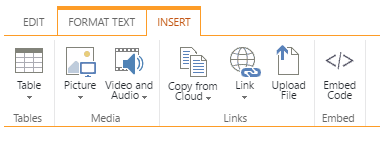 EDIT FORMAT TEXT INSERT
Table Picture Video and Audio Copy from Cloud Link Upload File Embed Code
Tables Media Links Embed